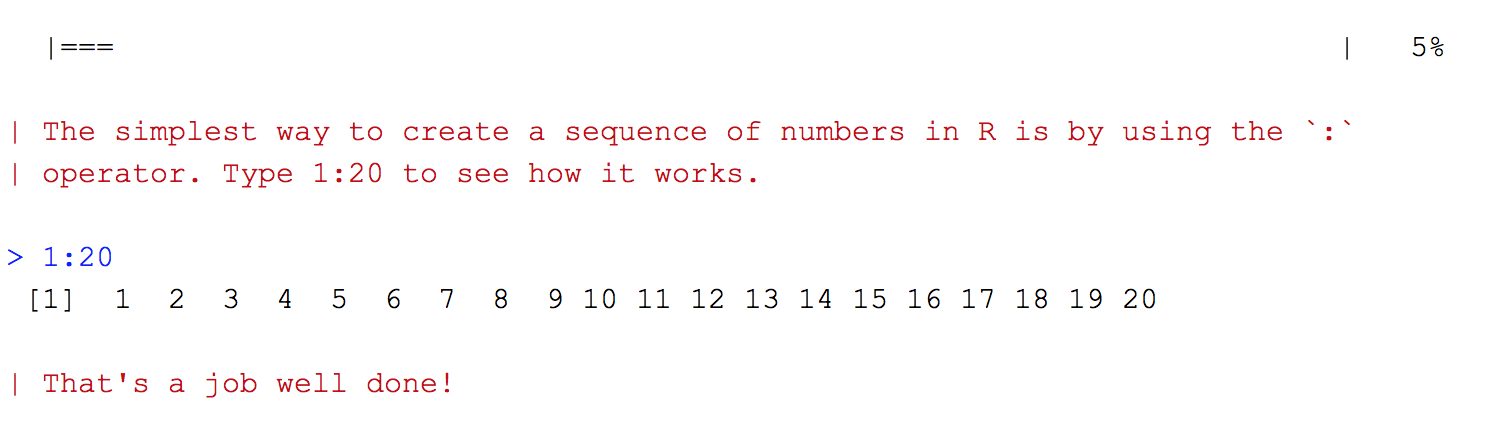 |===                                                                    |   5%
| The simplest way to create a sequence of numbers in R is by using the `:`
| operator. Type 1:20 to see how it works.
> 1:20
 [1]  1  2  3  4  5  6  7  8  9 10 11 12 13 14 15 16 17 18 19 20
| That's a job well done!